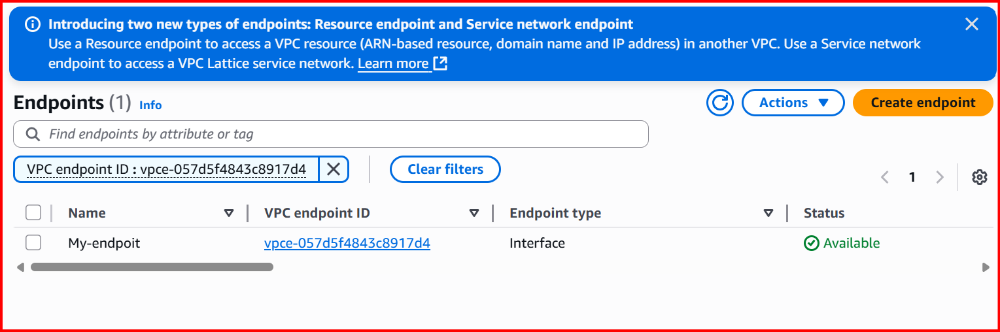 Introducing two new types of endpoints: Resource endpoint and Service network endpoint
Use a Resource endpoint to access a VPC resource (ARN-based resource, domain name and IP address) in another VPC. Use a Service network
endpoint to access a VPC Lattice service network. Learn more
Endpoints (1) Info
Actions
Create endpoint
Find endpoints by attribute or tag
VPC endpoint ID : vpce-057d5f4843c8917d4
Clear filters
1
Name VPC endpoint ID Endpoint type Status
My-endpoit vpce-057d5f4843c8917d4 Interface Available